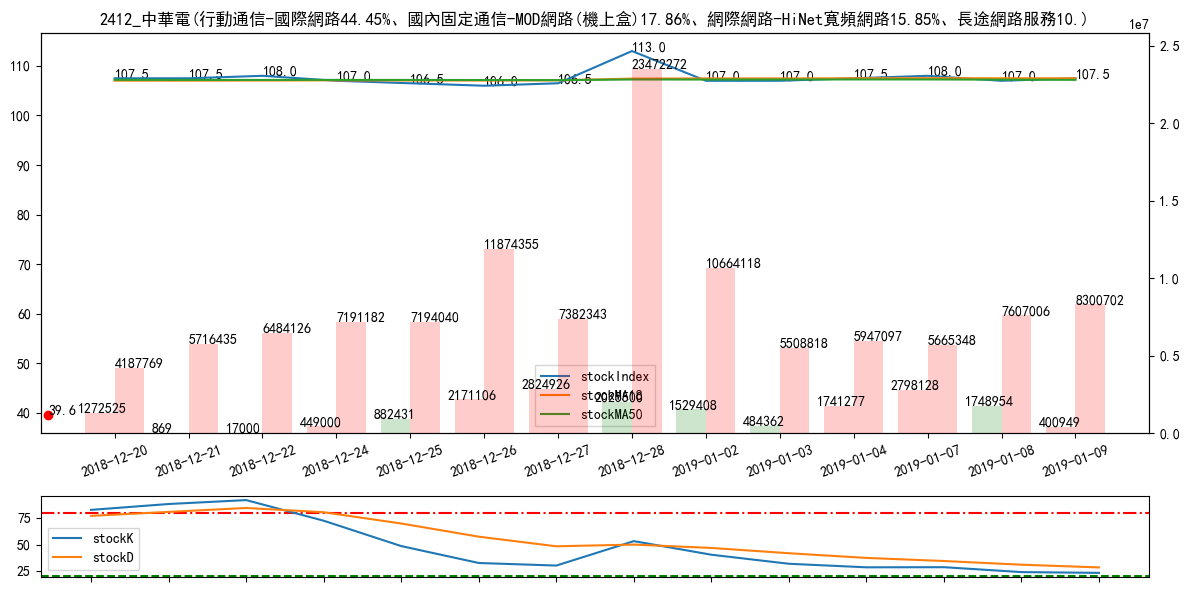 2412_中華電(行動通信-國際網路44.45%、國內固定通信-MOD網路(機上盒)17.86%、網際網路-HiNet寬頻網路15.85%、長途網路服務10.)
1e7
107.5 107.5 108.0 107.0 106.5 106.0 106.5 113.0 107.0 107.0 107.5 108.0 107.0 107.5
110
100
90
80
70
60
50
40
2.5
2.0
1.5
1.0
0.5
0.0
39.6
4187769 5716435 6484126 7191182 7194040 11874355 7382343 23472272 10664118 5508818 5947097 5665348 7607006 8300702
1272525 869 17000 449000 882431 2171106 2824926 1529408 484362 1741277 2798128 1748954 400949
stockIndex
stockMA50
2018-12-20 2018-12-21 2018-12-22 2018-12-24 2018-12-25 2018-12-26 2018-12-27 2018-12-28 2019-01-02 2019-01-03 2019-01-04 2019-01-07 2019-01-08 2019-01-09
75
50
25
stockK
stockD